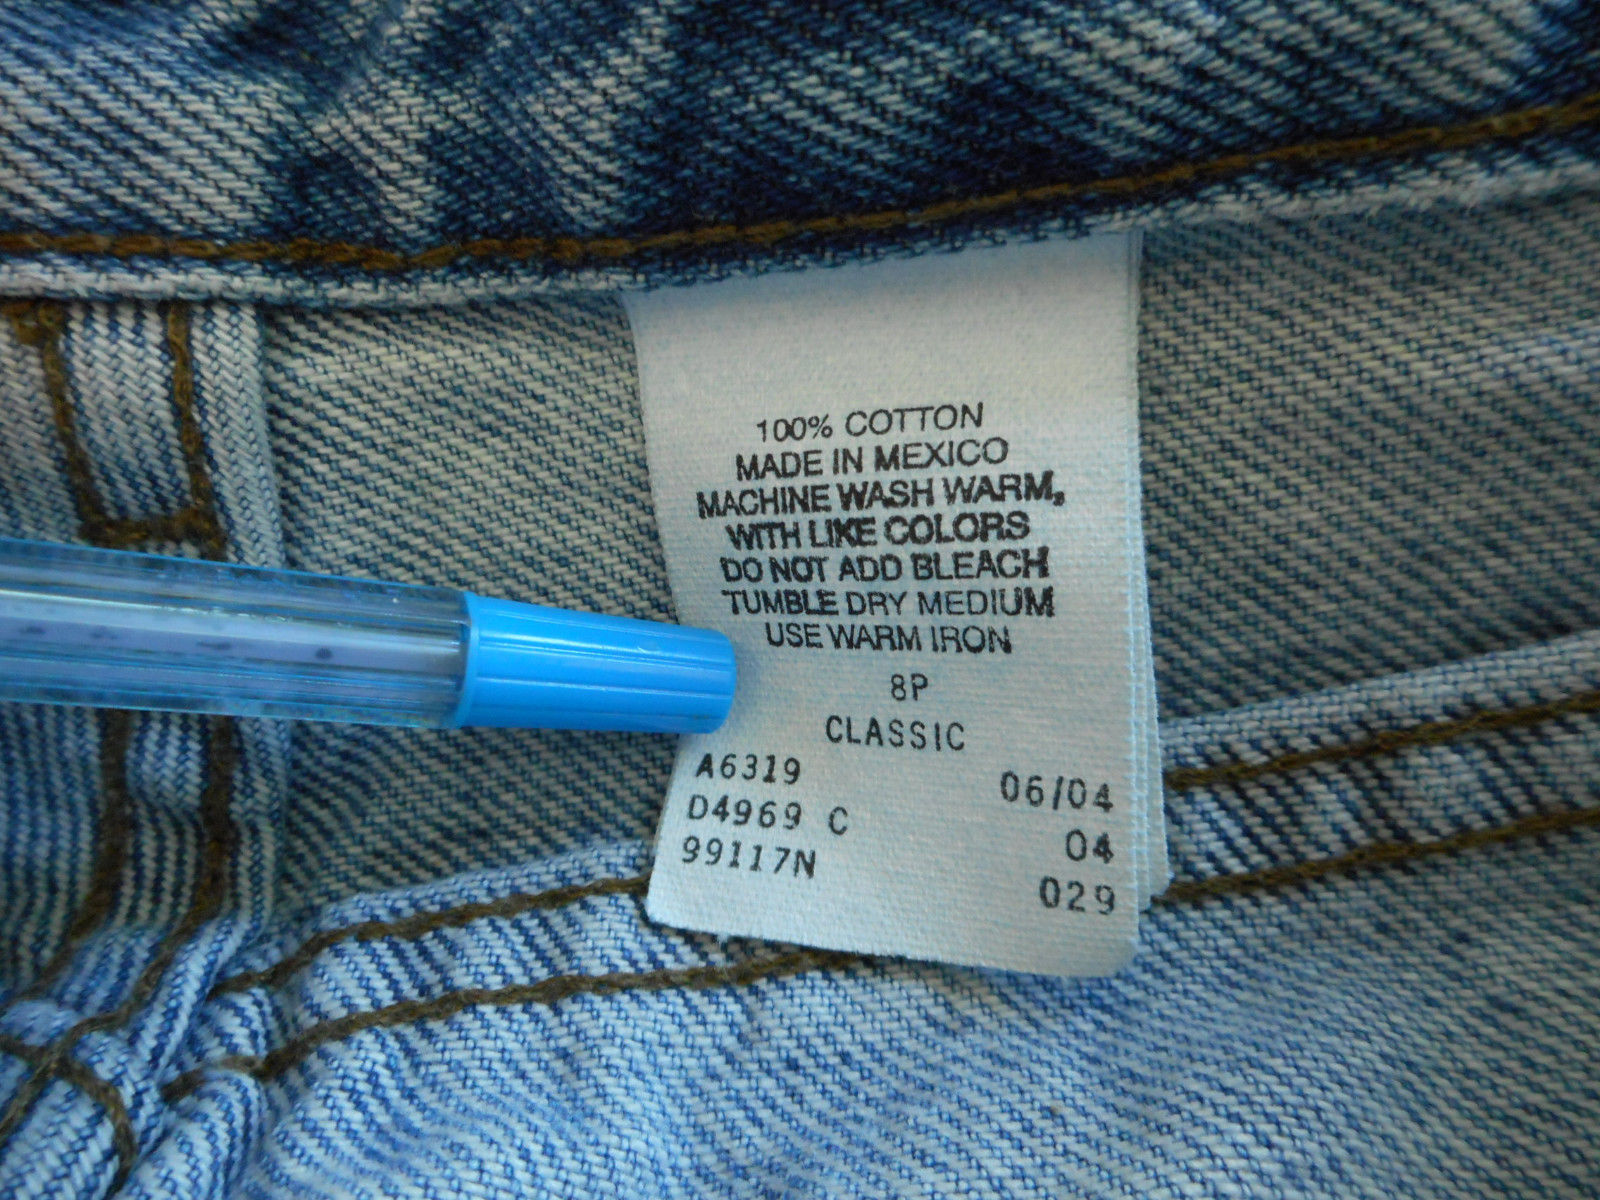 100% COTTON
MADE IN MEXICO
MACHINE WASH WARM,
WITH LIKE COLORS
DO NOT ADD BLEACH
TUMBLE DRY MEDIUM
USE WARM IRON
8P
CLASSIC
A6319 06/04
D4969 C 04
99117N 029